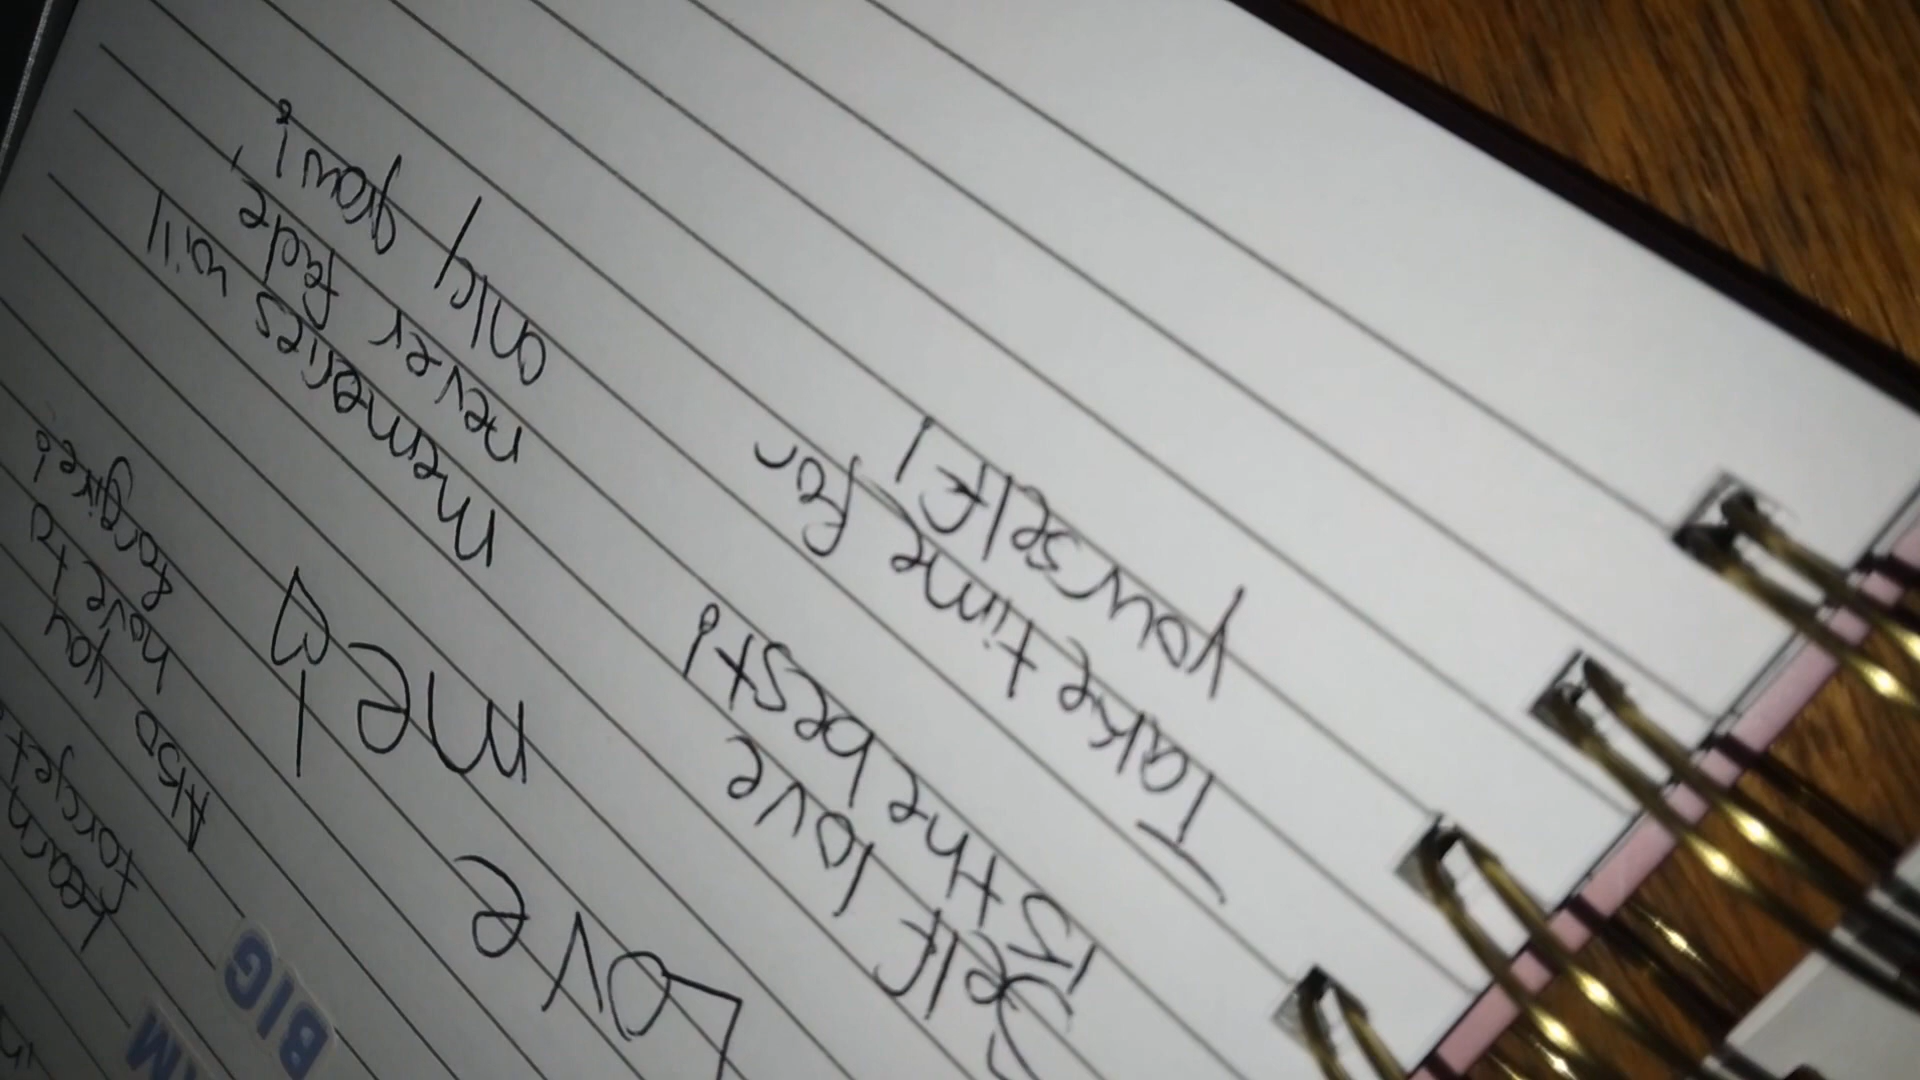 BIG
forget
Also you
have to
forgive!
Love
me!
memories will
never fade,
only grow!
Self love
is the best!
Take time for
yourself!